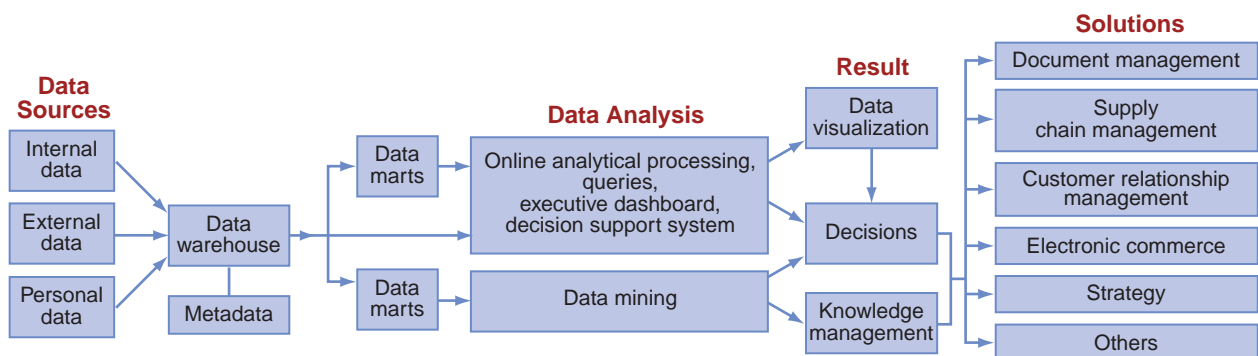 Data
Sources
Internal
data
External
data
Personal
data
Data
warehouse
Metadata
Data
marts
Data
marts
Data Analysis
Online analytical processing,
queries,
executive dashboard,
decision support system
Data mining
Result
Data
visualization
Decisions
Knowledge
management
Solutions
Document management
Supply
chain management
Customer relationship
management
Electronic commerce
Strategy
Others